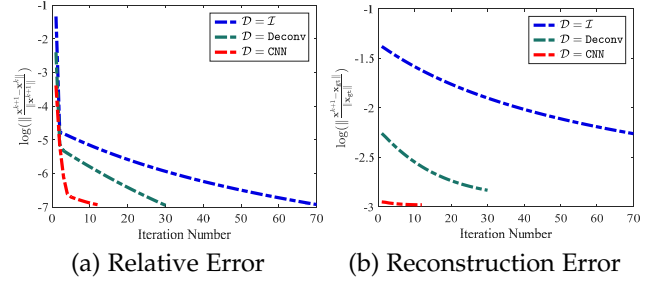 -1
-2
-3
-4
-5
-6
-7
0 10 20 30 40 50 60 70
Iteration Number
log(‖ x^{k+1} − x^k ‖ / ‖ x^{k+1} ‖)
𝒟 = ℐ
𝒟 = Deconv
𝒟 = CNN
(a) Relative Error
-1
-1.5
-2
-2.5
-3
0 10 20 30 40 50 60 70
Iteration Number
log(‖ x^{k+1} − x_gt ‖ / ‖ x_gt ‖)
𝒟 = ℐ
𝒟 = Deconv
𝒟 = CNN
(b) Reconstruction Error